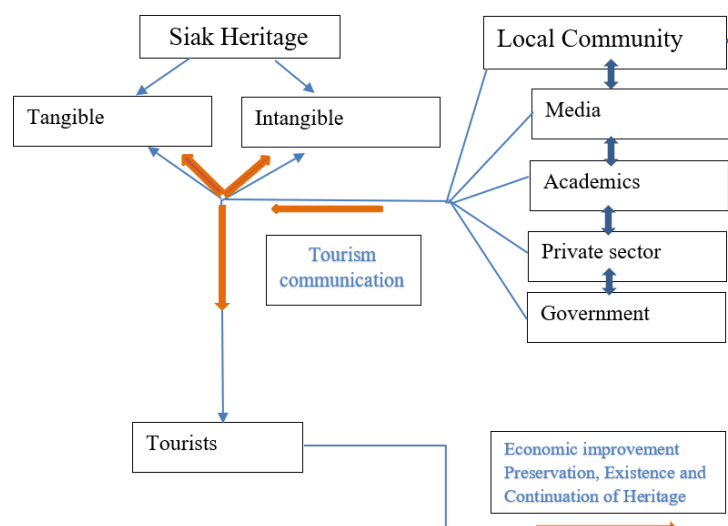 Siak Heritage
Local Community
Tangible
Intangible
Media
Academics
Tourism
communication
Private sector
Government
Tourists
Economic improvement
Preservation, Existence and
Continuation of Heritage